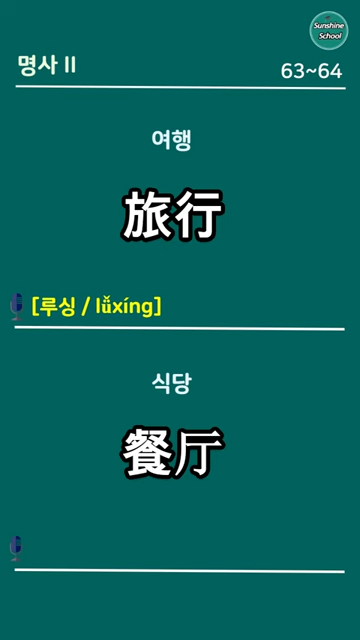 Sunshine
School
명사 II
63~64
여행
旅行
[루싱 / lǚxíng]
식당
餐厅